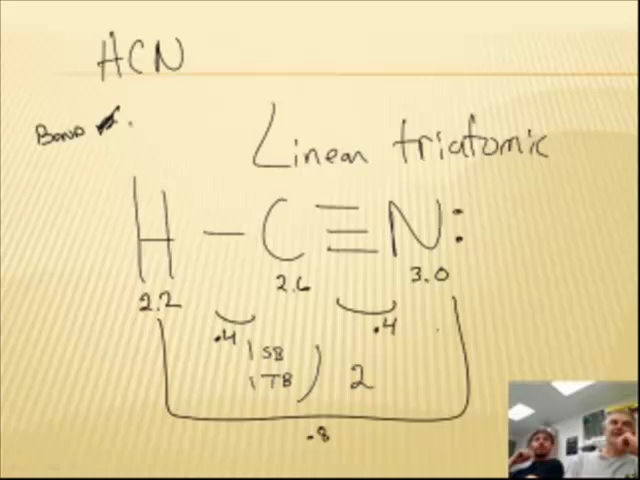 HCN
Bond
Linear triatomic
H - C ≡ N:
2.2 2.6 3.0
.4 .4
1 SB
1 TB ) 2
.8